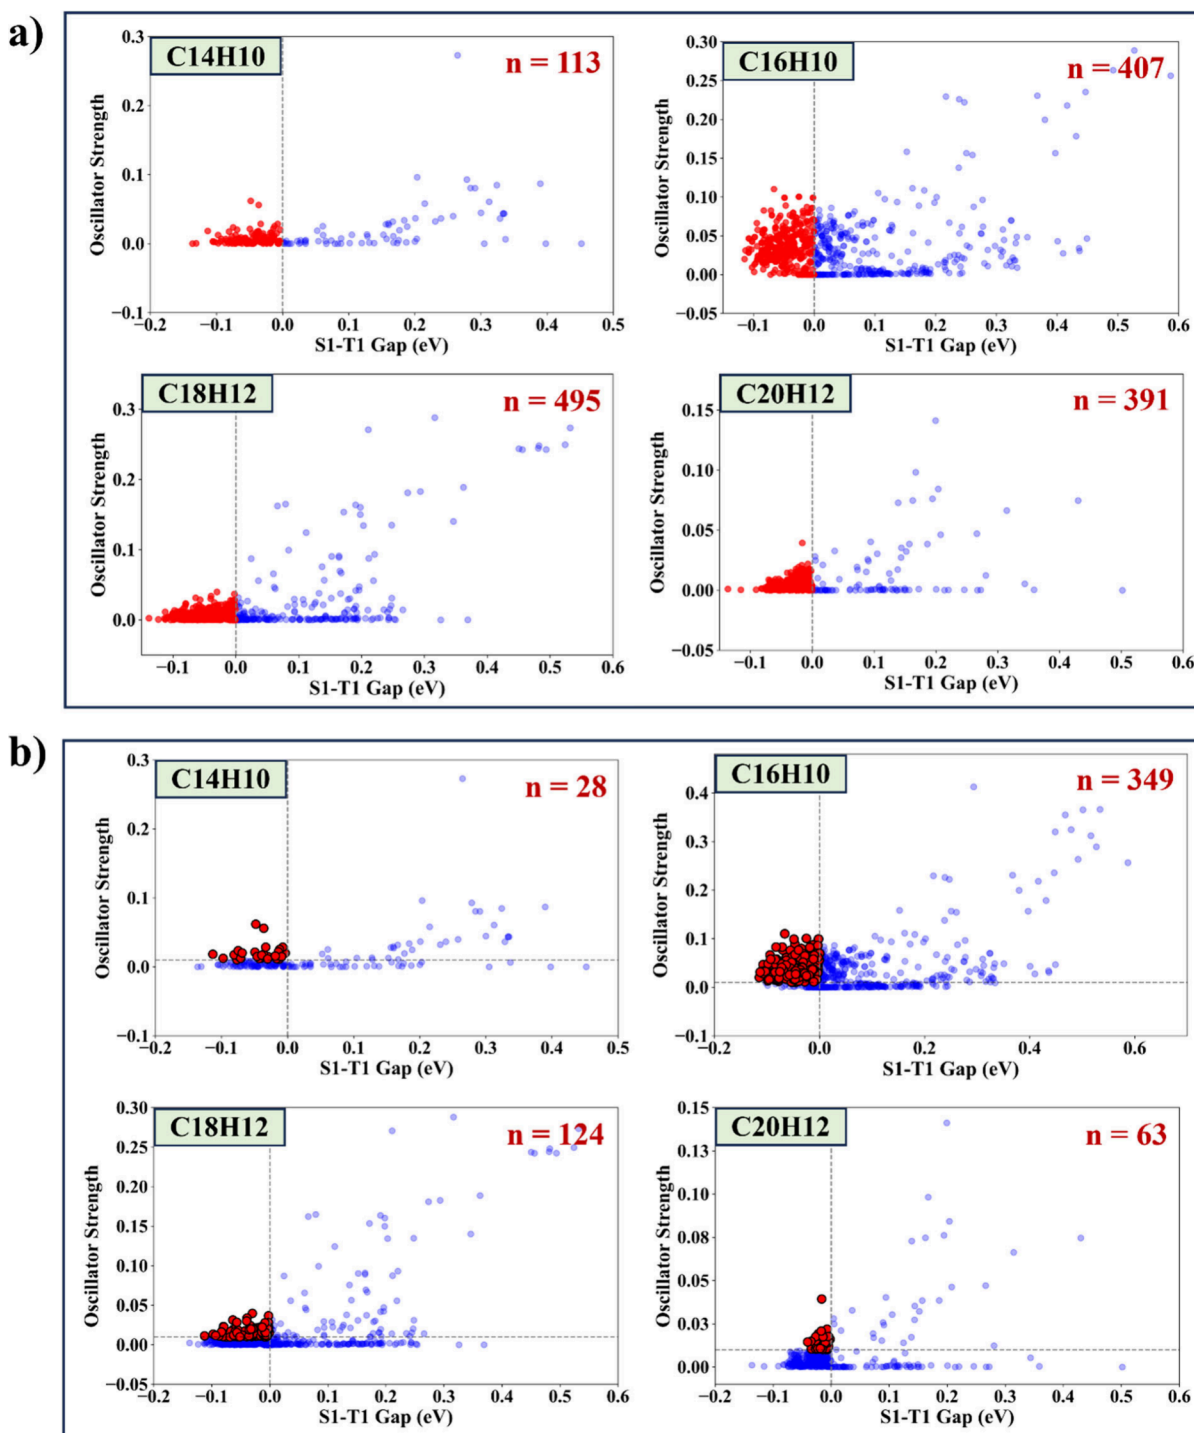 a)
C14H10
n = 113
0.3
0.2
0.1
0.0
−0.1
Oscillator Strength
−0.2 −0.1 0.0 0.1 0.2 0.3 0.4 0.5
S1-T1 Gap (eV)
C16H10
n = 407
0.30
0.25
0.20
0.15
0.10
0.05
0.00
−0.05
Oscillator Strength
−0.1 0.0 0.1 0.2 0.3 0.4 0.5
S1-T1 Gap (eV)
C18H12
n = 495
0.3
0.2
0.1
0.0
Oscillator Strength
−0.1 0.0 0.1 0.2 0.3 0.4 0.5 0.6
S1-T1 Gap (eV)
C20H12
n = 391
0.15
0.10
0.05
0.00
−0.05
Oscillator Strength
−0.1 0.0 0.1 0.2 0.3 0.4 0.5 0.6
S1-T1 Gap (eV)
b)
C14H10
n = 28
0.3
0.2
0.1
0.0
−0.1
Oscillator Strength
−0.2 −0.1 0.0 0.1 0.2 0.3 0.4 0.5
S1-T1 Gap (eV)
C16H10
n = 349
0.4
0.3
0.2
0.1
0.0
−0.1
Oscillator Strength
−0.2 0.0 0.2 0.4 0.6
S1-T1 Gap (eV)
C18H12
n = 124
0.30
0.25
0.20
0.15
0.10
0.05
0.00
−0.05
Oscillator Strength
−0.2 −0.1 0.0 0.1 0.2 0.3 0.4 0.5 0.6
S1-T1 Gap (eV)
C20H12
n = 63
0.15
0.13
0.10
0.08
0.05
0.03
0.00
Oscillator Strength
−0.2 −0.1 0.0 0.1 0.2 0.3 0.4 0.5 0.6
S1-T1 Gap (eV)